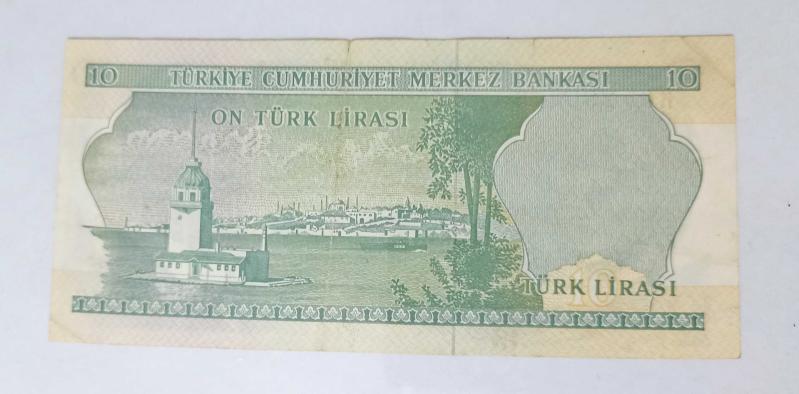 10 TÜRKİYE CUMHURİYET MERKEZ BANKASI 10
ON TÜRK LİRASI
10
TÜRK LİRASI